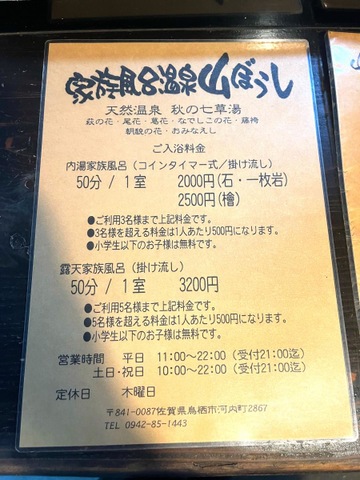 家族風呂温泉山ぼうし
天然温泉 秋の七草湯
萩の花・尾花・葛花・なでしこの花・藤袴
朝貌の花・おみなえし
ご入浴料金
内湯家族風呂(コインタイマー式/掛け流し)
50分 / 1室 2000円(石・一枚岩)
2500円(檜)
●ご利用3名様まで上記料金です。
●3名様を超える料金は1人あたり500円になります。
●小学生以下のお子様は無料です。
露天家族風呂(掛け流し)
50分 / 1室 3200円
●ご利用5名様まで上記料金です。
●5名様を超える料金は1人あたり500円になります。
●小学生以下のお子様は無料です。
営業時間 平日 11:00〜22:00(受付21:00迄)
土日・祝日 10:00〜22:00(受付21:00迄)
定休日 木曜日
〒841-0087佐賀県鳥栖市河内町2867
TEL 0942-85-1443